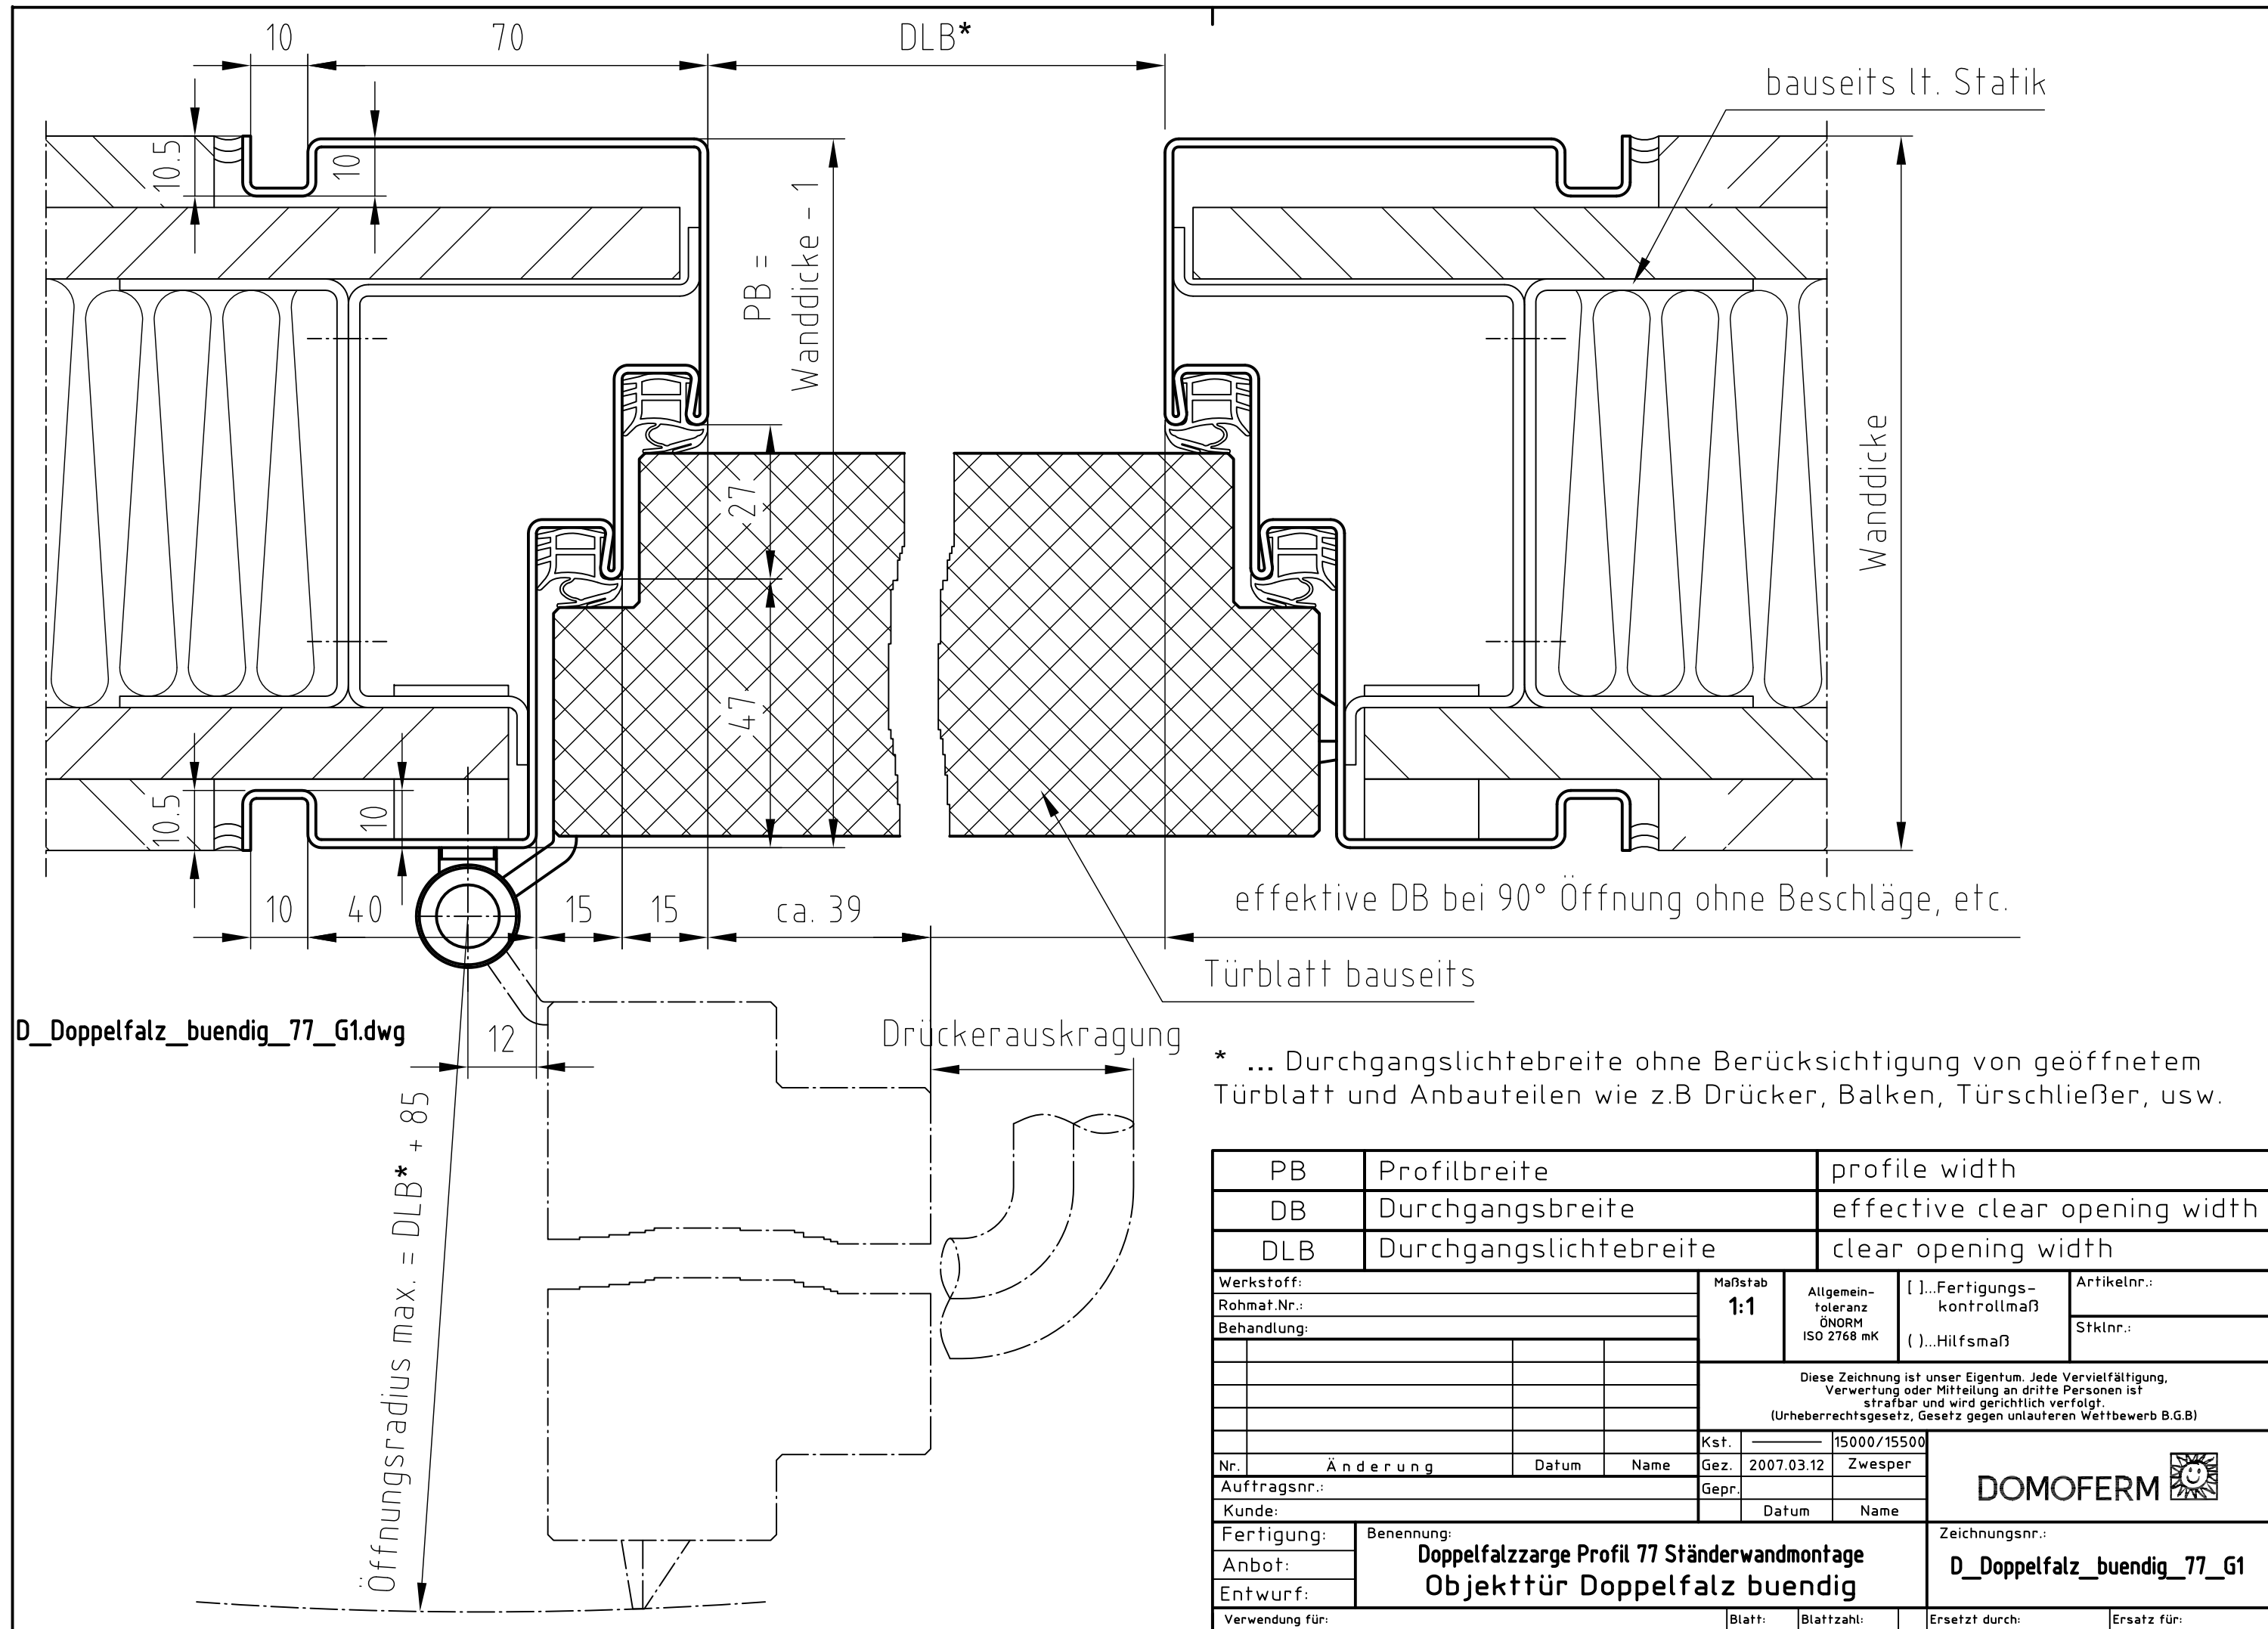 10
70
DLB*
bauseits lt. Statik
10.5
10
PB =
Wanddicke - 1
Wanddicke
27
47
10.5
10
10
40
15
15
ca. 39
effektive DB bei 90° Öffnung ohne Beschläge, etc.
Türblatt bauseits
D_Doppelfalz_buendig_77_G1.dwg
12
Drückerauskragung
Öffnungsradius max. = DLB* + 85
* ... Durchgangslichtebreite ohne Berücksichtigung von geöffnetem
Türblatt und Anbauteilen wie z.B Drücker, Balken, Türschließer, usw.
PB Profilbreite profile width
DB Durchgangsbreite effective clear opening width
DLB Durchgangslichtebreite clear opening width
Werkstoff:
Rohmat.Nr.:
Behandlung:
Maßstab
1:1
Allgemein-
toleranz
ÖNORM
ISO 2768 mK
[ ]...Fertigungs-
kontrollmaß
( )...Hilfsmaß
Artikelnr.:
Stklnr.:
Diese Zeichnung ist unser Eigentum. Jede Vervielfältigung,
Verwertung oder Mitteilung an dritte Personen ist
strafbar und wird gerichtlich verfolgt.
(Urheberrechtsgesetz, Gesetz gegen unlauteren Wettbewerb B.G.B)
Kst. 15000/15500
Nr. Änderung Datum Name
Gez. 2007.03.12 Zwesper
Auftragsnr.:
Gepr.
Kunde:
Datum Name
DOMOFERM
Fertigung:
Anbot:
Entwurf:
Benennung:
Doppelfalzzarge Profil 77 Ständerwandmontage
Objekttür Doppelfalz buendig
Zeichnungsnr.:
D_Doppelfalz_buendig_77_G1
Verwendung für: Blatt: Blattzahl: Ersetzt durch: Ersatz für: